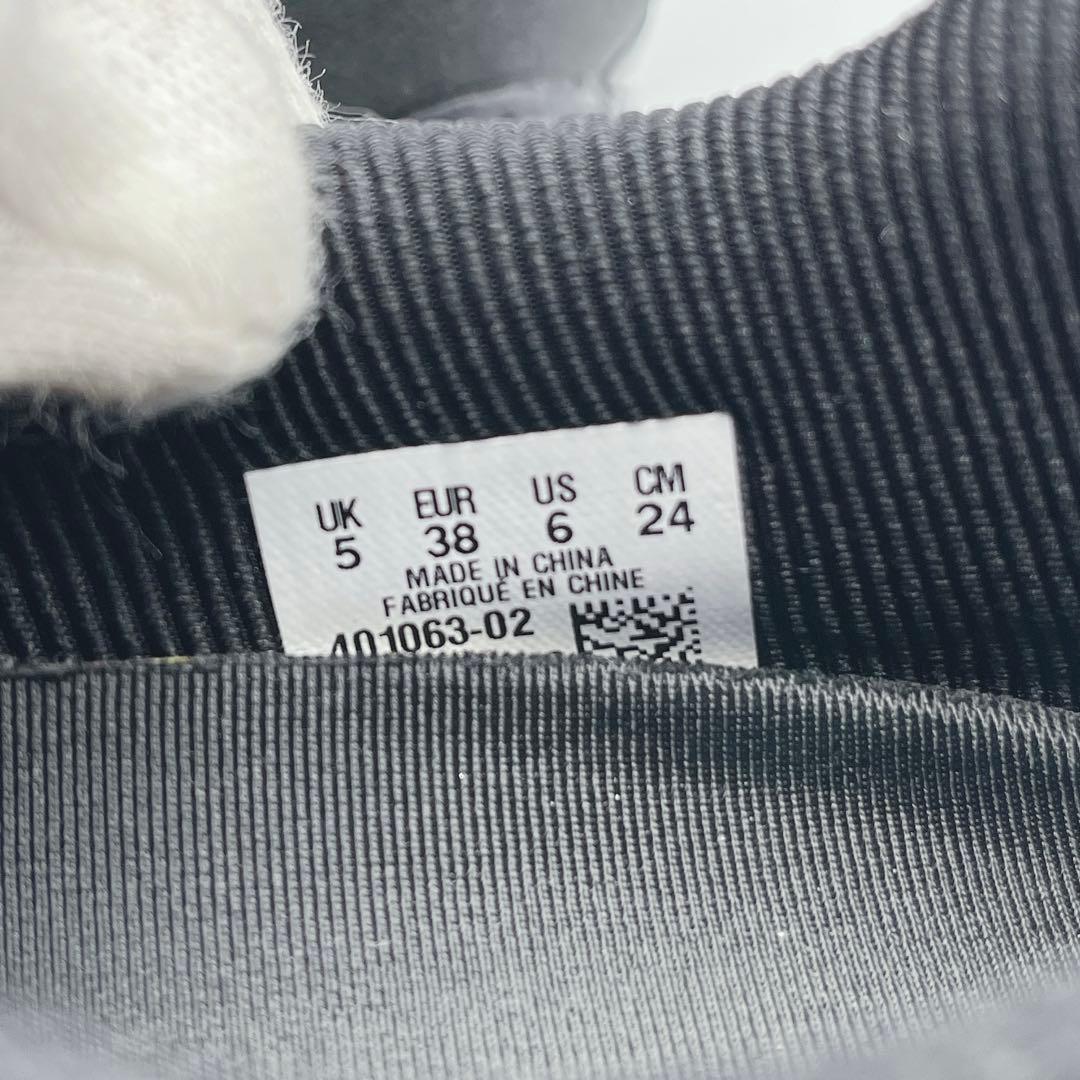 UK EUR US CM
5 38 6 24
MADE IN CHINA
FABRIQUÉ EN CHINE
401063-02